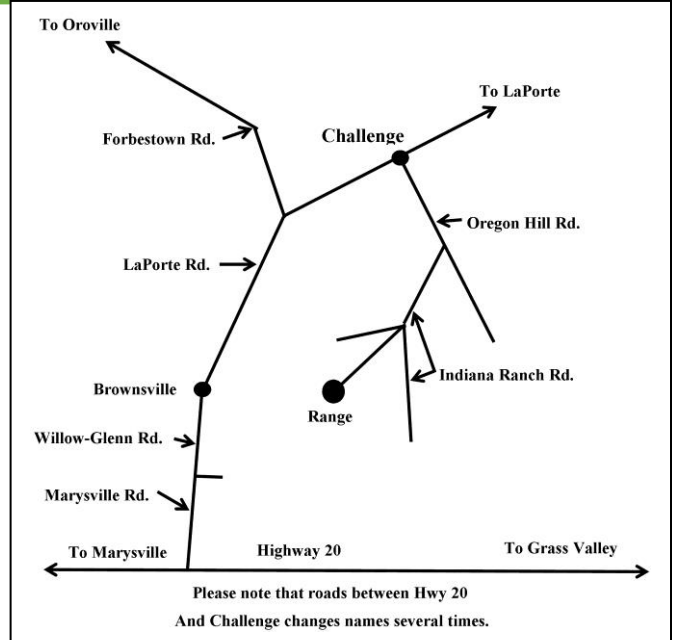 To Oroville
To LaPorte
Challenge
Forbestown Rd.
Oregon Hill Rd.
LaPorte Rd.
Indiana Ranch Rd.
Brownsville
Range
Willow-Glenn Rd.
Marysville Rd.
To Marysville
Highway 20
To Grass Valley
Please note that roads between Hwy 20
And Challenge changes names several times.